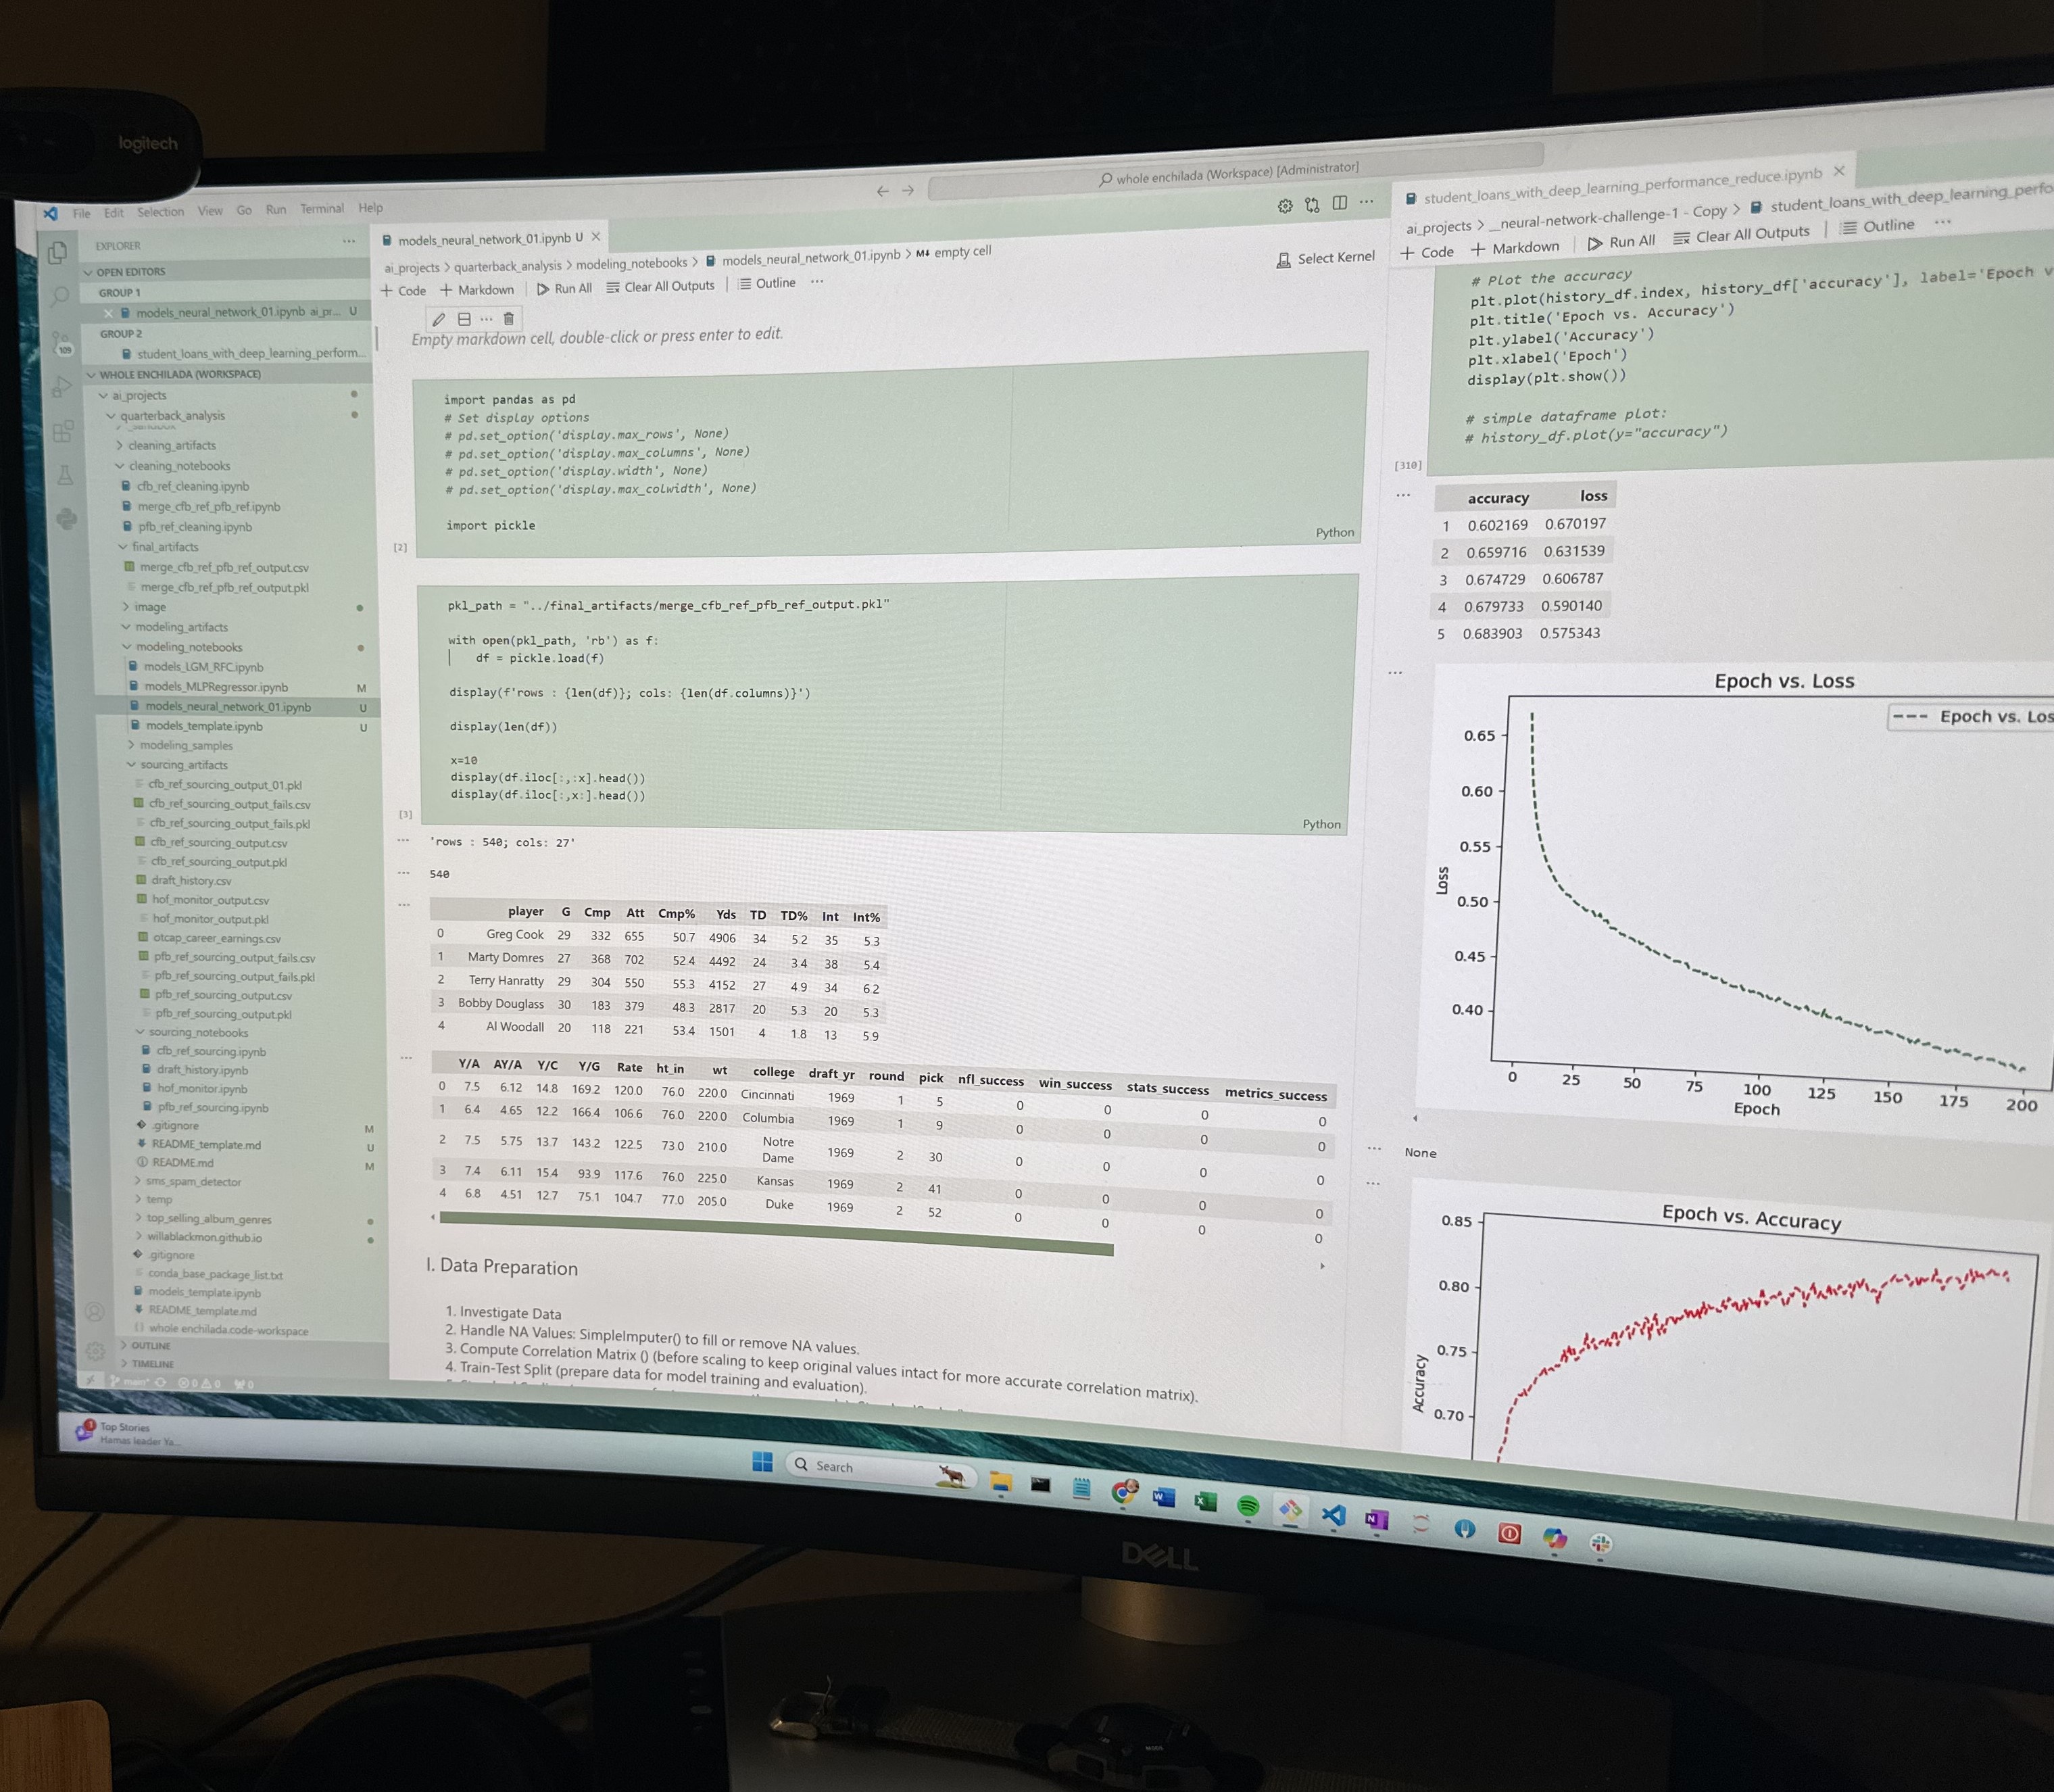 logitech
whole enchilada (Workspace) [Administrator]
File Edit Selection View Go Run Terminal Help
EXPLORER
OPEN EDITORS
GROUP 1
models_neural_network_01.ipynb ai_pr... U
GROUP 2
student_loans_with_deep_learning_perform...
WHOLE ENCHILADA (WORKSPACE)
ai_projects
quarterback_analysis
cleaning_artifacts
cleaning_notebooks
cfb_ref_cleaning.ipynb
merge_cfb_ref_pfb_ref.ipynb
pfb_ref_cleaning.ipynb
final_artifacts
merge_cfb_ref_pfb_ref_output.csv
merge_cfb_ref_pfb_ref_output.pkl
image
modeling_artifacts
modeling_notebooks
models_LGM_RFC.ipynb
models_MLPRegressor.ipynb M
models_neural_network_01.ipynb U
models_template.ipynb U
modeling_samples
sourcing_artifacts
cfb_ref_sourcing_output_01.pkl
cfb_ref_sourcing_output_fails.csv
cfb_ref_sourcing_output_fails.pkl
cfb_ref_sourcing_output.csv
cfb_ref_sourcing_output.pkl
draft_history.csv
hof_monitor_output.csv
hof_monitor_output.pkl
otcap_career_earnings.csv
pfb_ref_sourcing_output_fails.csv
pfb_ref_sourcing_output_fails.pkl
pfb_ref_sourcing_output.csv
pfb_ref_sourcing_output.pkl
sourcing_notebooks
cfb_ref_sourcing.ipynb
draft_history.ipynb
hof_monitor.ipynb
pfb_ref_sourcing.ipynb
.gitignore M
README_template.md U
README.md M
sms_spam_detector
temp
top_selling_album_genres
willablackmon.github.io
.gitignore
conda_base_package_list.txt
models_template.ipynb
README_template.md
whole enchilada.code-workspace
OUTLINE
TIMELINE
109
main* 0 0 0
models_neural_network_01.ipynb U
ai_projects > quarterback_analysis > modeling_notebooks > models_neural_network_01.ipynb > M↓ empty cell
+ Code + Markdown Run All Clear All Outputs Outline ...
Select Kernel
Empty markdown cell, double-click or press enter to edit.
import pandas as pd
# Set display options
# pd.set_option('display.max_rows', None)
# pd.set_option('display.max_columns', None)
# pd.set_option('display.width', None)
# pd.set_option('display.max_colwidth', None)
import pickle
[2]
Python
pkl_path = "../final_artifacts/merge_cfb_ref_pfb_ref_output.pkl"
with open(pkl_path, 'rb') as f:
df = pickle.load(f)
display(f'rows : {len(df)}; cols: {len(df.columns)}')
display(len(df))
x=10
display(df.iloc[:,:x].head())
display(df.iloc[:,x:].head())
[3]
Python
'rows : 540; cols: 27'
540
player G Cmp Att Cmp% Yds TD TD% Int Int%
0 Greg Cook 29 332 655 50.7 4906 34 5.2 35 5.3
1 Marty Domres 27 368 702 52.4 4492 24 3.4 38 5.4
2 Terry Hanratty 29 304 550 55.3 4152 27 4.9 34 6.2
3 Bobby Douglass 30 183 379 48.3 2817 20 5.3 20 5.3
4 Al Woodall 20 118 221 53.4 1501 4 1.8 13 5.9
Y/A AY/A Y/C Y/G Rate ht_in wt college draft_yr round pick nfl_success win_success stats_success metrics_success
0 7.5 6.12 14.8 169.2 120.0 76.0 220.0 Cincinnati 1969 1 5 0 0 0 0
1 6.4 4.65 12.2 166.4 106.6 76.0 220.0 Columbia 1969 1 9 0 0 0 0
2 7.5 5.75 13.7 143.2 122.5 73.0 210.0 Notre Dame 1969 2 30 0 0 0 0
3 7.4 6.11 15.4 93.9 117.6 76.0 225.0 Kansas 1969 2 41 0 0 0 0
4 6.8 4.51 12.7 75.1 104.7 77.0 205.0 Duke 1969 2 52 0 0 0 0
I. Data Preparation
1. Investigate Data
2. Handle NA Values: SimpleImputer() to fill or remove NA values.
3. Compute Correlation Matrix () (before scaling to keep original values intact for more accurate correlation matrix).
4. Train-Test Split (prepare data for model training and evaluation).
student_loans_with_deep_learning_performance_reduce.ipynb
ai_projects > __neural-network-challenge-1 - Copy > student_loans_with_deep_learning_perfo
+ Code + Markdown Run All Clear All Outputs Outline ...
# Plot the accuracy
plt.plot(history_df.index, history_df['accuracy'], label='Epoch v
plt.title('Epoch vs. Accuracy')
plt.ylabel('Accuracy')
plt.xlabel('Epoch')
display(plt.show())
# simple dataframe plot:
# history_df.plot(y="accuracy")
[310]
accuracy loss
1 0.602169 0.670197
2 0.659716 0.631539
3 0.674729 0.606787
4 0.679733 0.590140
5 0.683903 0.575343
Epoch vs. Loss
--- Epoch vs. Los
0.65
0.60
0.55
0.50
0.45
0.40
Loss
0 25 50 75 100 125 150 175 200
Epoch
None
Epoch vs. Accuracy
0.85
0.80
0.75
0.70
Accuracy
Top Stories
Hamas leader Ya...
Search
DELL